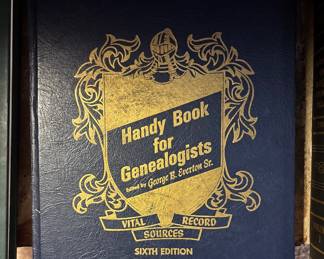 Handy Book
for
Genealogists
Edited by George B. Everton Sr.
VITAL RECORD
SOURCES
SIXTH EDITION